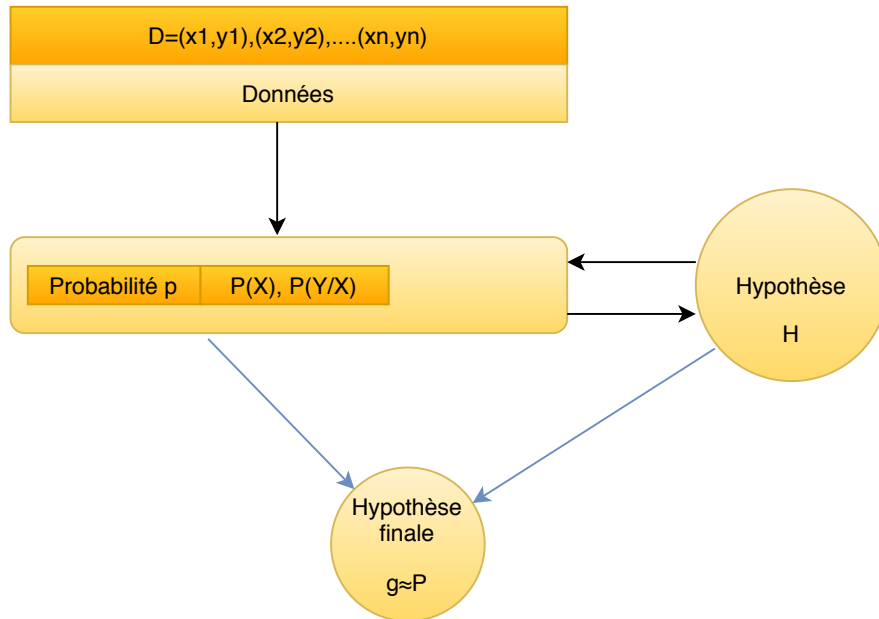 D=(x1,y1),(x2,y2),....(xn,yn)
Données
Probabilité p
P(X), P(Y/X)
Hypothèse
H
Hypothèse
finale
g≈P